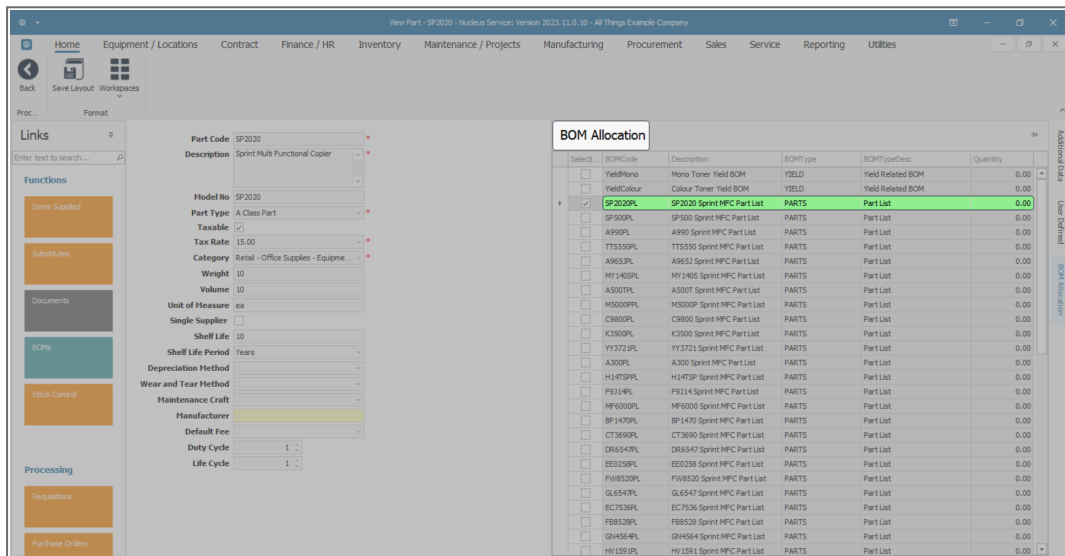 View Part - SP2020 - Nucleus Service: Version 2023.11.0.10 - All Things Example Company
Home Equipment / Locations Contract Finance / HR Inventory Maintenance / Projects Manufacturing Procurement Sales Service Reporting Utilities
Back Save Layout Workspaces
Proc... Format
Links
Enter text to search...
Functions
Items Supplied
Substitutes
Documents
BOMs
Stock Control
Processing
Requisitions
Purchase Orders
Part Code SP2020 *
Description Sprint Multi Functional Copier *
Model No SP2020
Part Type A Class Part *
Taxable
Tax Rate 15.00 *
Category Retail - Office Supplies - Equipme... *
Weight 10
Volume 10
Unit of Measure ea
Single Supplier
Shelf Life 10
Shelf Life Period Years
Depreciation Method
Wear and Tear Method
Maintenance Craft
Manufacturer
Default Fee
Duty Cycle 1
Life Cycle 1
BOM Allocation
Selecti... BOMCode Description BOMType BOMTypeDesc Quantity
YieldMono Mono Toner Yield BOM YIELD Yield Related BOM 0.00
YieldColour Colour Toner Yield BOM YIELD Yield Related BOM 0.00
SP2020PL SP2020 Sprint MFC Part List PARTS Part List 0.00
SP500PL SP500 Sprint MFC Part List PARTS Part List 0.00
A990PL A990 Sprint MFC Part List PARTS Part List 0.00
TTS550PL TTS550 Sprint MFC Part List PARTS Part List 0.00
A965JPL A965J Sprint MFC Part List PARTS Part List 0.00
MY140SPL MY140S Sprint MFC Part List PARTS Part List 0.00
A500TPL A500T Sprint MFC Part List PARTS Part List 0.00
M5000PPL M5000P Sprint MFC Part List PARTS Part List 0.00
C9800PL C9800 Sprint MFC Part List PARTS Part List 0.00
K3500PL K3500 Sprint MFC Part List PARTS Part List 0.00
YY3721PL YY3721 Sprint MFC Part List PARTS Part List 0.00
A300PL A300 Sprint MFC Part List PARTS Part List 0.00
H14TSPPL H14TSP Sprint MFC Part List PARTS Part List 0.00
F9J14PL F9J14 Sprint MFC Part List PARTS Part List 0.00
MF6000PL MF6000 Sprint MFC Part List PARTS Part List 0.00
BP1470PL BP1470 Sprint MFC Part List PARTS Part List 0.00
CT3690PL CT3690 Sprint MFC Part List PARTS Part List 0.00
DR6547PL DR6547 Sprint MFC Part List PARTS Part List 0.00
EE0258PL EE0258 Sprint MFC Part List PARTS Part List 0.00
FW8520PL FW8520 Sprint MFC Part List PARTS Part List 0.00
GL6547PL GL6547 Sprint MFC Part List PARTS Part List 0.00
EC7536PL EC7536 Sprint MFC Part List PARTS Part List 0.00
FB8528PL FB8528 Sprint MFC Part List PARTS Part List 0.00
GN4564PL GN4564 Sprint MFC Part List PARTS Part List 0.00
HV1591PL HV1591 Sprint MFC Part List PARTS Part List 0.00
Additional Data
User Defined
BOM Allocation